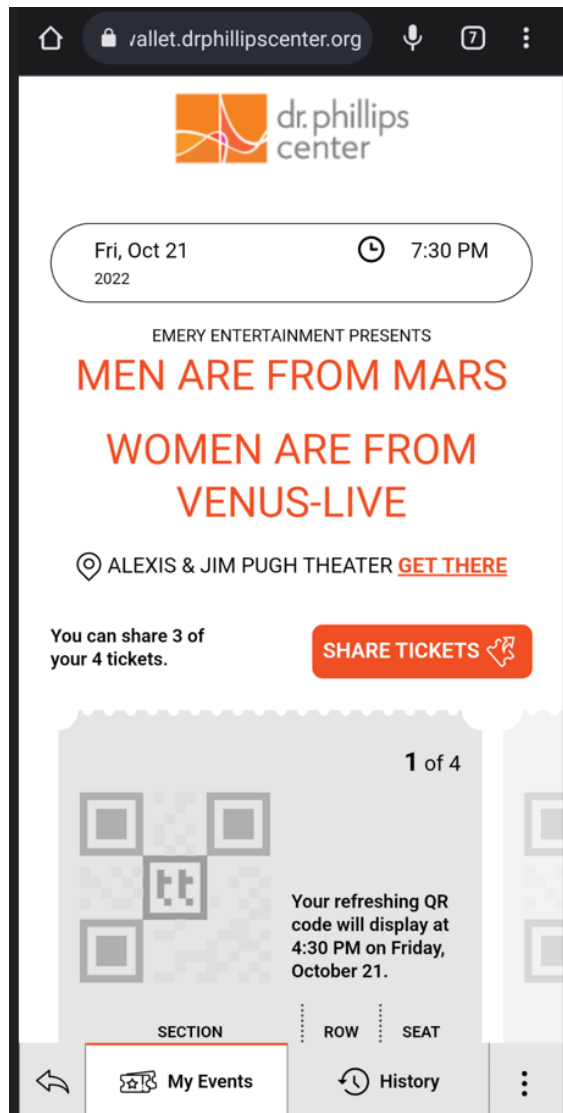 vallet.drphillipscenter.org
7
dr. phillips
center
Fri, Oct 21
7:30 PM
2022
EMERY ENTERTAINMENT PRESENTS
MEN ARE FROM MARS
WOMEN ARE FROM
VENUS-LIVE
ALEXIS & JIM PUGH THEATER GET THERE
You can share 3 of
your 4 tickets.
SHARE TICKETS
1 of 4
tt
Your refreshing QR
code will display at
4:30 PM on Friday,
October 21.
SECTION ROW SEAT
My Events
History